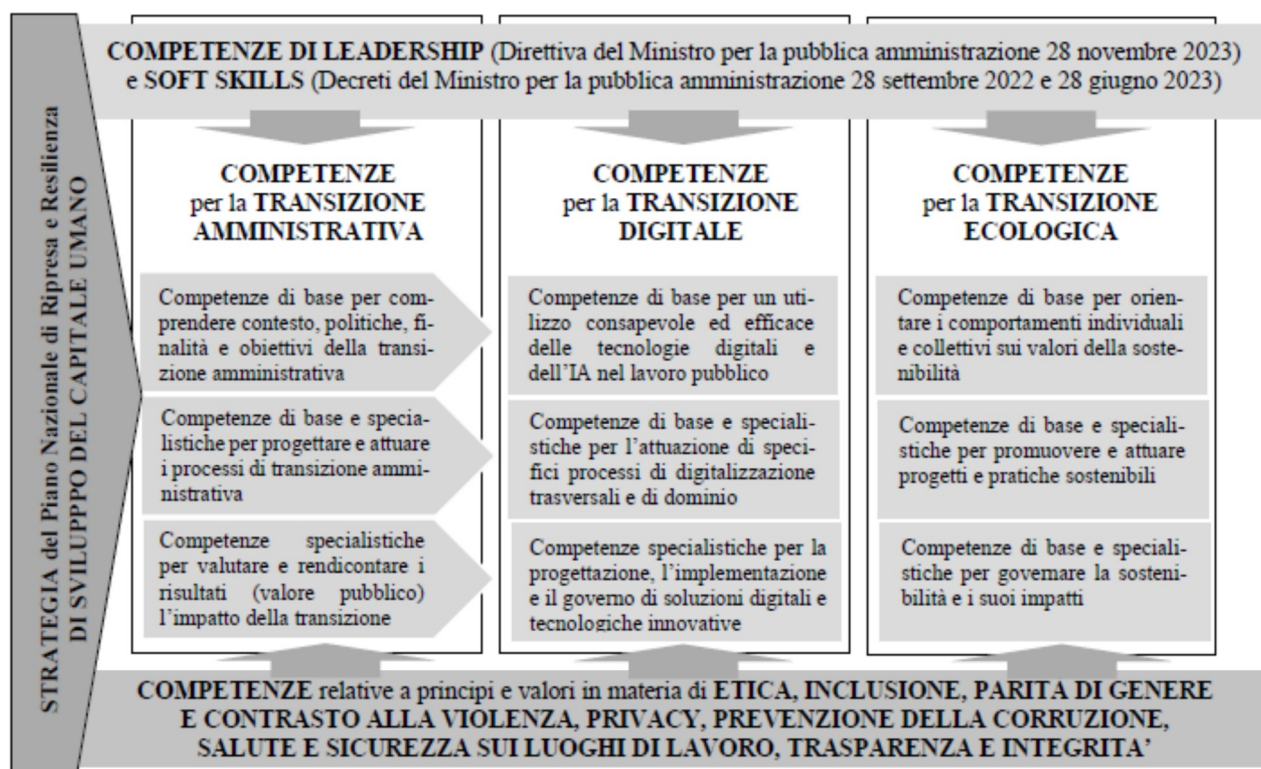 STRATEGIA del Piano Nazionale di Ripresa e Resilienza
DI SVILUPPO DEL CAPITALE UMANO
COMPETENZE DI LEADERSHIP (Direttiva del Ministro per la pubblica amministrazione 28 novembre 2023)
e SOFT SKILLS (Decreti del Ministro per la pubblica amministrazione 28 settembre 2022 e 28 giugno 2023)
COMPETENZE
per la TRANSIZIONE
AMMINISTRATIVA
Competenze di base per com-
prendere contesto, politiche, fi-
nalità e obiettivi della transi-
zione amministrativa
Competenze di base e specia-
listiche per progettare e attuare
i processi di transizione ammi-
nistrativa
Competenze specialistiche
per valutare e rendicontare i
risultati (valore pubblico)
l’impatto della transizione
COMPETENZE
per la TRANSIZIONE
DIGITALE
Competenze di base per un uti-
lizzo consapevole ed efficace
delle tecnologie digitali e
dell’IA nel lavoro pubblico
Competenze di base e speciali-
stiche per l’attuazione di speci-
fici processi di digitalizzazione
trasversali e di dominio
Competenze specialistiche per la
progettazione, l’implementazione
e il governo di soluzioni digitali e
tecnologiche innovative
COMPETENZE
per la TRANSIZIONE
ECOLOGICA
Competenze di base per orien-
tare i comportamenti individuali
e collettivi sui valori della soste-
nibilità
Competenze di base e speciali-
stiche per promuovere e attuare
progetti e pratiche sostenibili
Competenze di base e speciali-
stiche per governare la sosteni-
bilità e i suoi impatti
COMPETENZE relative a principi e valori in materia di ETICA, INCLUSIONE, PARITA DI GENERE
E CONTRASTO ALLA VIOLENZA, PRIVACY, PREVENZIONE DELLA CORRUZIONE,
SALUTE E SICUREZZA SUI LUOGHI DI LAVORO, TRASPARENZA E INTEGRITA’